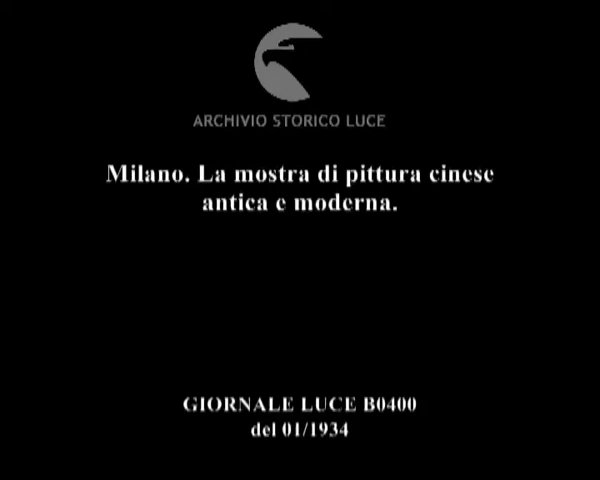 ARCHIVIO STORICO LUCE
Milano. La mostra di pittura cinese
antica e moderna.
GIORNALE LUCE B0400
del 01/1934